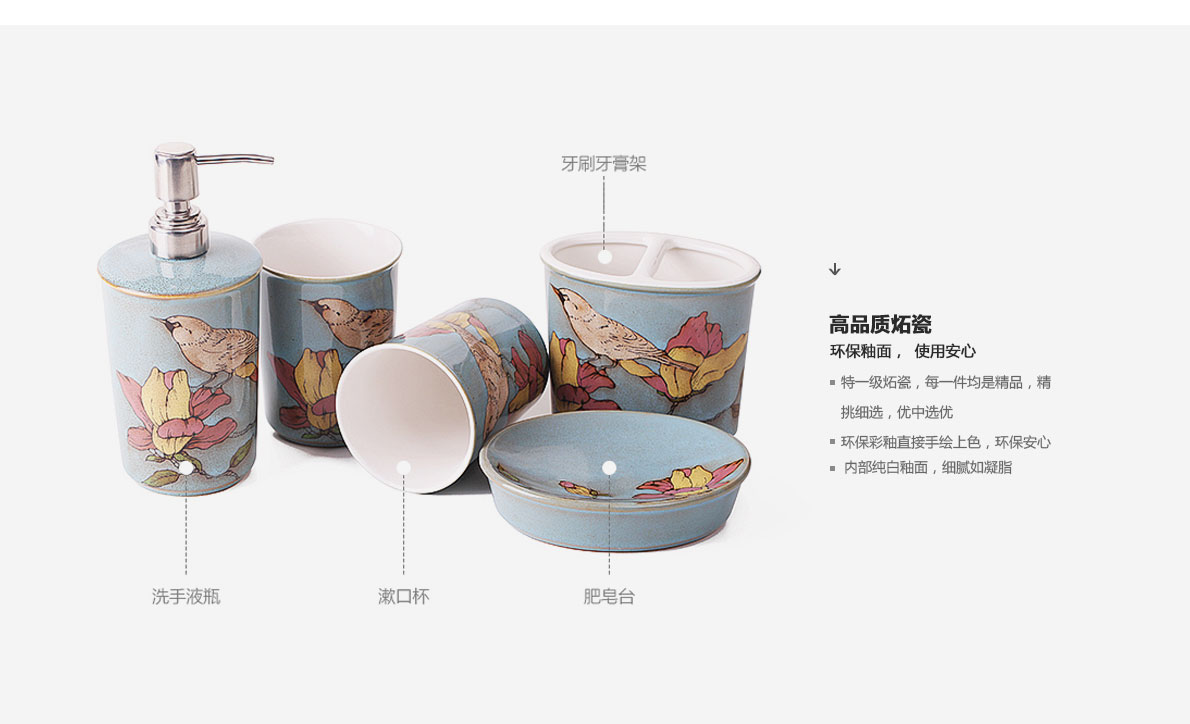 牙刷牙膏架
高品质炻瓷
环保釉面， 使用安心
特一级炻瓷，每一件均是精品，精
挑细选，优中选优
环保彩釉直接手绘上色，环保安心
内部纯白釉面，细腻如凝脂
洗手液瓶
漱口杯
肥皂台